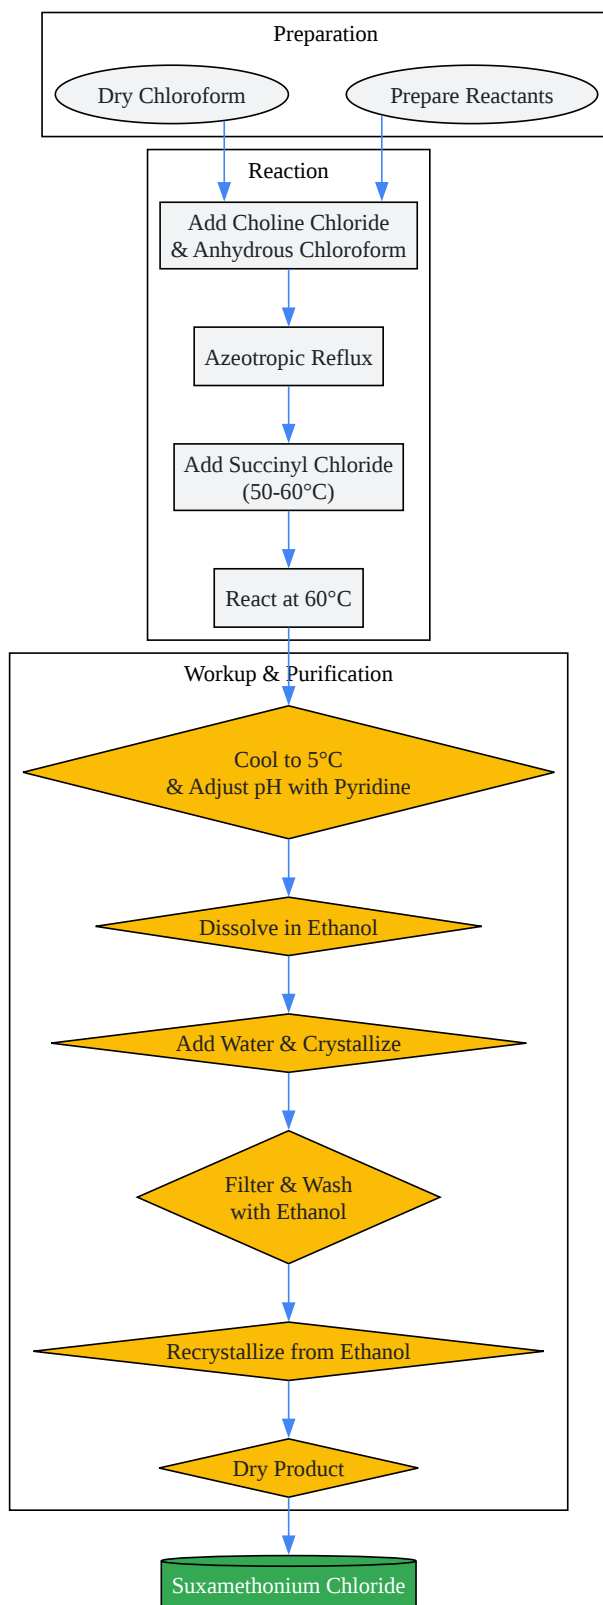 Preparation
Dry Chloroform
Prepare Reactants
Reaction
Add Choline Chloride
& Anhydrous Chloroform
Azeotropic Reflux
Add Succinyl Chloride
(50-60°C)
React at 60°C
Workup & Purification
Cool to 5°C
& Adjust pH with Pyridine
Dissolve in Ethanol
Add Water & Crystallize
Filter & Wash
with Ethanol
Recrystallize from Ethanol
Dry Product
Suxamethonium Chloride